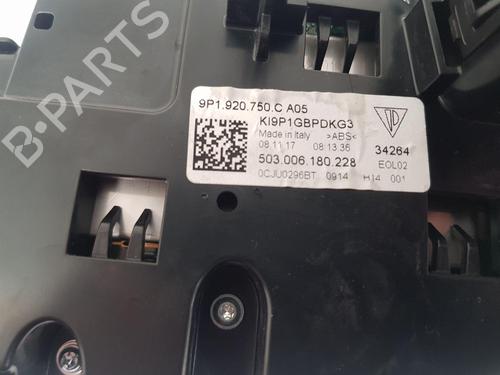 B-PARTS
9P1.920.750.C A05
KI9P1GBPDKG3
Made in Italy >ABS<
08.11.17 08:13:36
34264
503.006.180.228
EOL02
0CJU0296BT 0914 H14 001